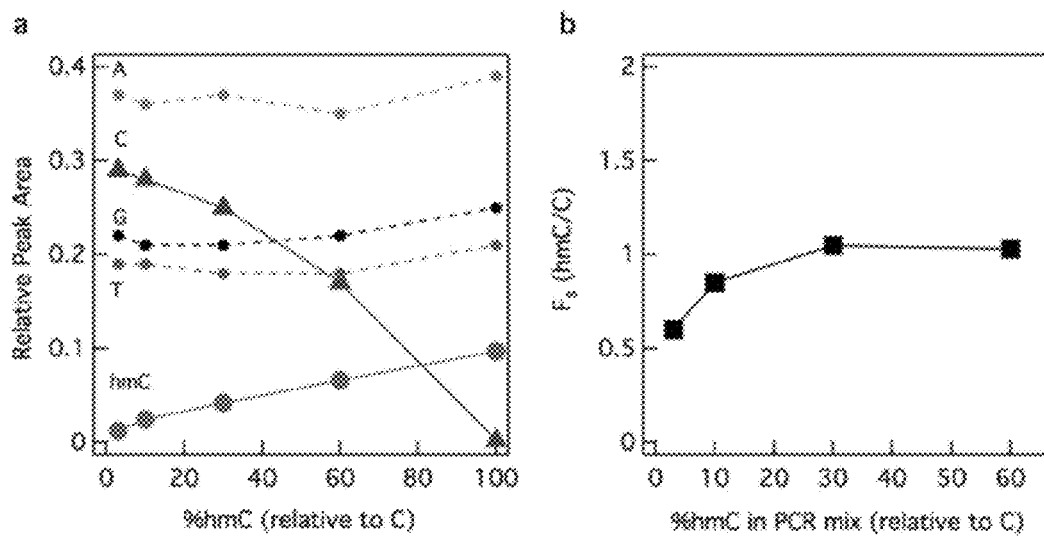 a
b
Relative Peak Area
0.4
0.3
0.2
0.1
0
A
C
G
T
hmC
0 20 40 60 80 100
%hmC (relative to C)
Fs (hmC/C)
2
1.5
1
0.5
0
0 10 20 30 40 50 60
%hmC in PCR mix (relative to C)